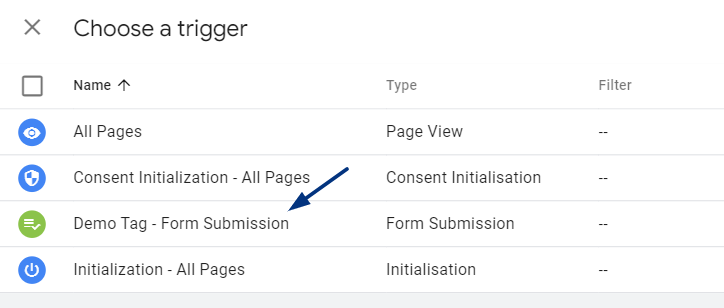 Choose a trigger
Name Type Filter
All Pages Page View --
Consent Initialization - All Pages Consent Initialisation --
Demo Tag - Form Submission Form Submission --
Initialization - All Pages Initialisation --